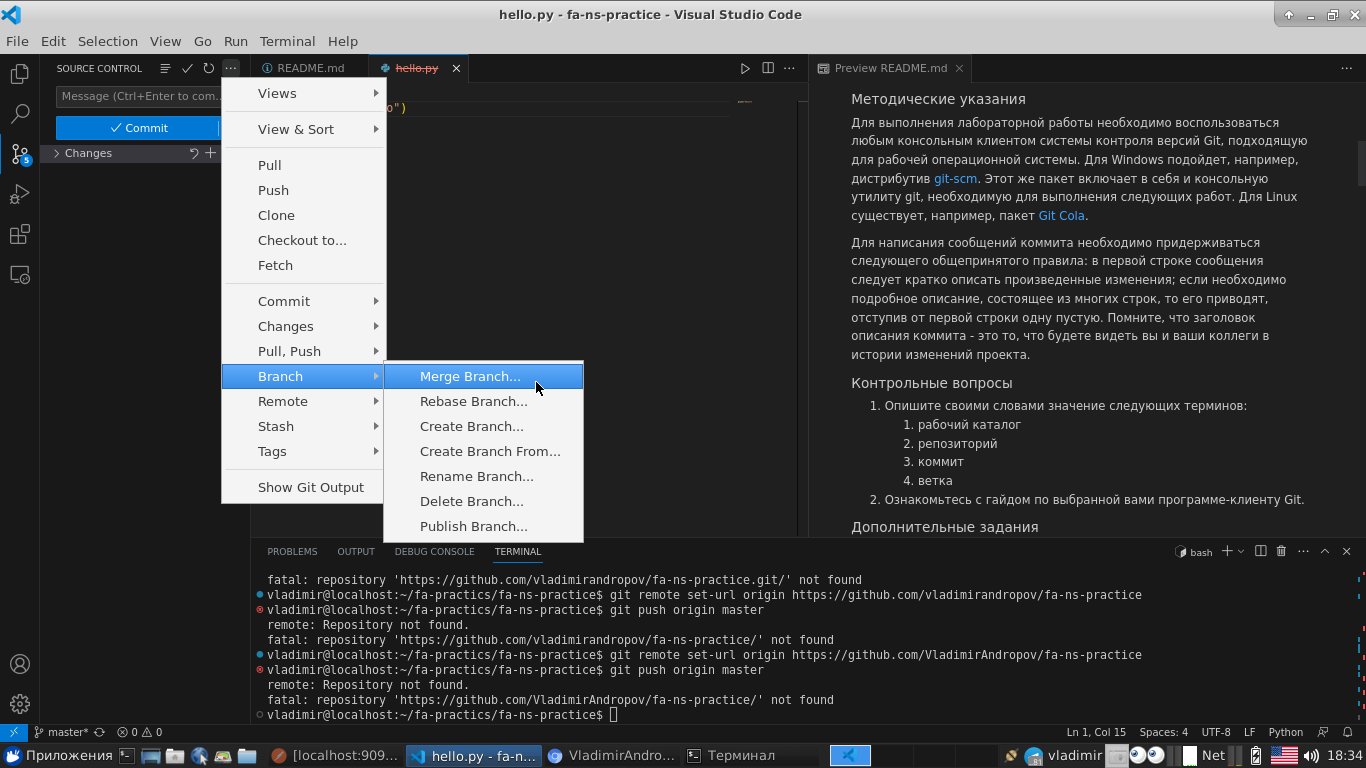 hello.py - fa-ns-practice - Visual Studio Code
File Edit Selection View Go Run Terminal Help
SOURCE CONTROL
Message (Ctrl+Enter to com...
Commit
Changes
5
README.md
hello.py
o")
Views
View & Sort
Pull
Push
Clone
Checkout to...
Fetch
Commit
Changes
Pull, Push
Branch
Remote
Stash
Tags
Show Git Output
Merge Branch...
Rebase Branch...
Create Branch...
Create Branch From...
Rename Branch...
Delete Branch...
Publish Branch...
Preview README.md
Методические указания
Для выполнения лабораторной работы необходимо воспользоваться
любым консольным клиентом системы контроля версий Git, подходящую
для рабочей операционной системы. Для Windows подойдет, например,
дистрибутив git-scm. Этот же пакет включает в себя и консольную
утилиту git, необходимую для выполнения следующих работ. Для Linux
существует, например, пакет Git Cola.
Для написания сообщений коммита необходимо придерживаться
следующего общепринятого правила: в первой строке сообщения
следует кратко описать произведенные изменения; если необходимо
подробное описание, состоящее из многих строк, то его приводят,
отступив от первой строки одну пустую. Помните, что заголовок
описания коммита - это то, что будете видеть вы и ваши коллеги в
истории изменений проекта.
Контрольные вопросы
1. Опишите своими словами значение следующих терминов:
1. рабочий каталог
2. репозиторий
3. коммит
4. ветка
2. Ознакомьтесь с гайдом по выбранной вами программе-клиенту Git.
Дополнительные задания
PROBLEMS OUTPUT DEBUG CONSOLE TERMINAL
bash
fatal: repository 'https://github.com/vladimirandropov/fa-ns-practice.git/' not found
vladimir@localhost:~/fa-practics/fa-ns-practice$ git remote set-url origin https://github.com/vladimirandropov/fa-ns-practice
vladimir@localhost:~/fa-practics/fa-ns-practice$ git push origin master
remote: Repository not found.
fatal: repository 'https://github.com/vladimirandropov/fa-ns-practice/' not found
vladimir@localhost:~/fa-practics/fa-ns-practice$ git remote set-url origin https://github.com/VladimirAndropov/fa-ns-practice
vladimir@localhost:~/fa-practics/fa-ns-practice$ git push origin master
remote: Repository not found.
fatal: repository 'https://github.com/VladimirAndropov/fa-ns-practice/' not found
vladimir@localhost:~/fa-practics/fa-ns-practice$
master* 0 0 Ln 1, Col 15 Spaces: 4 UTF-8 LF Python
Приложения [localhost:909... hello.py - fa-n... VladimirAndro... Терминал 81 vladimir Net 18:34